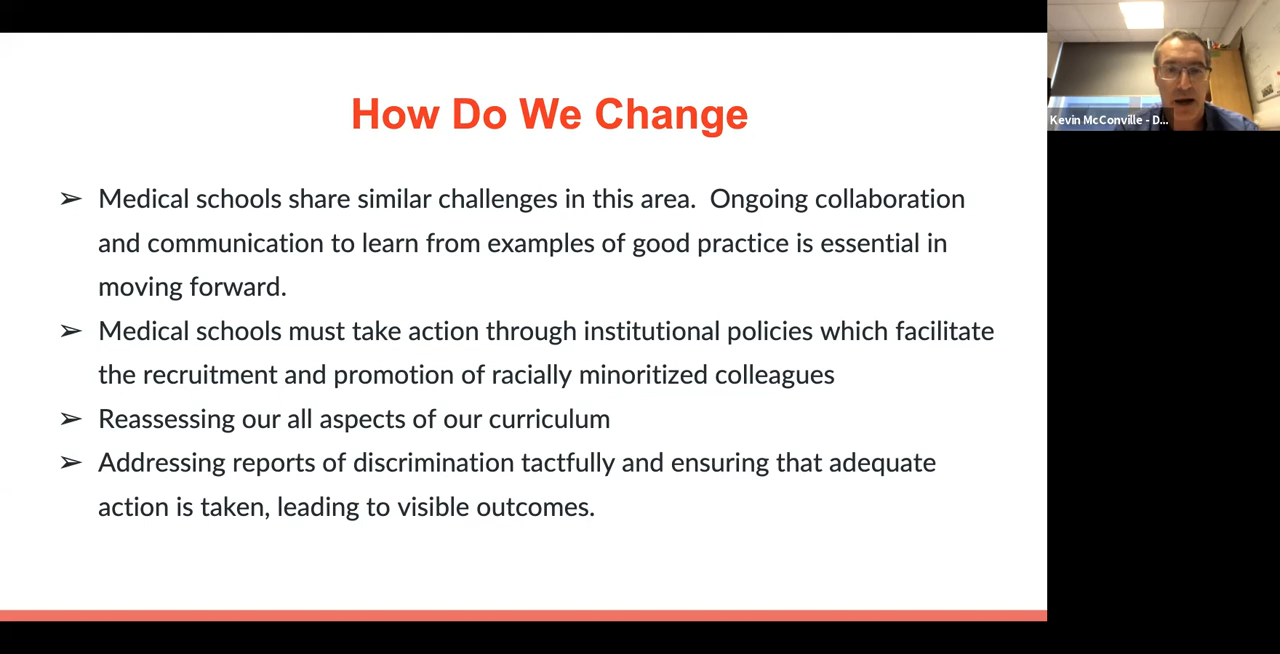 How Do We Change
➢ Medical schools share similar challenges in this area.  Ongoing collaboration
and communication to learn from examples of good practice is essential in
moving forward.
➢ Medical schools must take action through institutional policies which facilitate
the recruitment and promotion of racially minoritized colleagues
➢ Reassessing our all aspects of our curriculum
➢ Addressing reports of discrimination tactfully and ensuring that adequate
action is taken, leading to visible outcomes.
Kevin McConville - D...